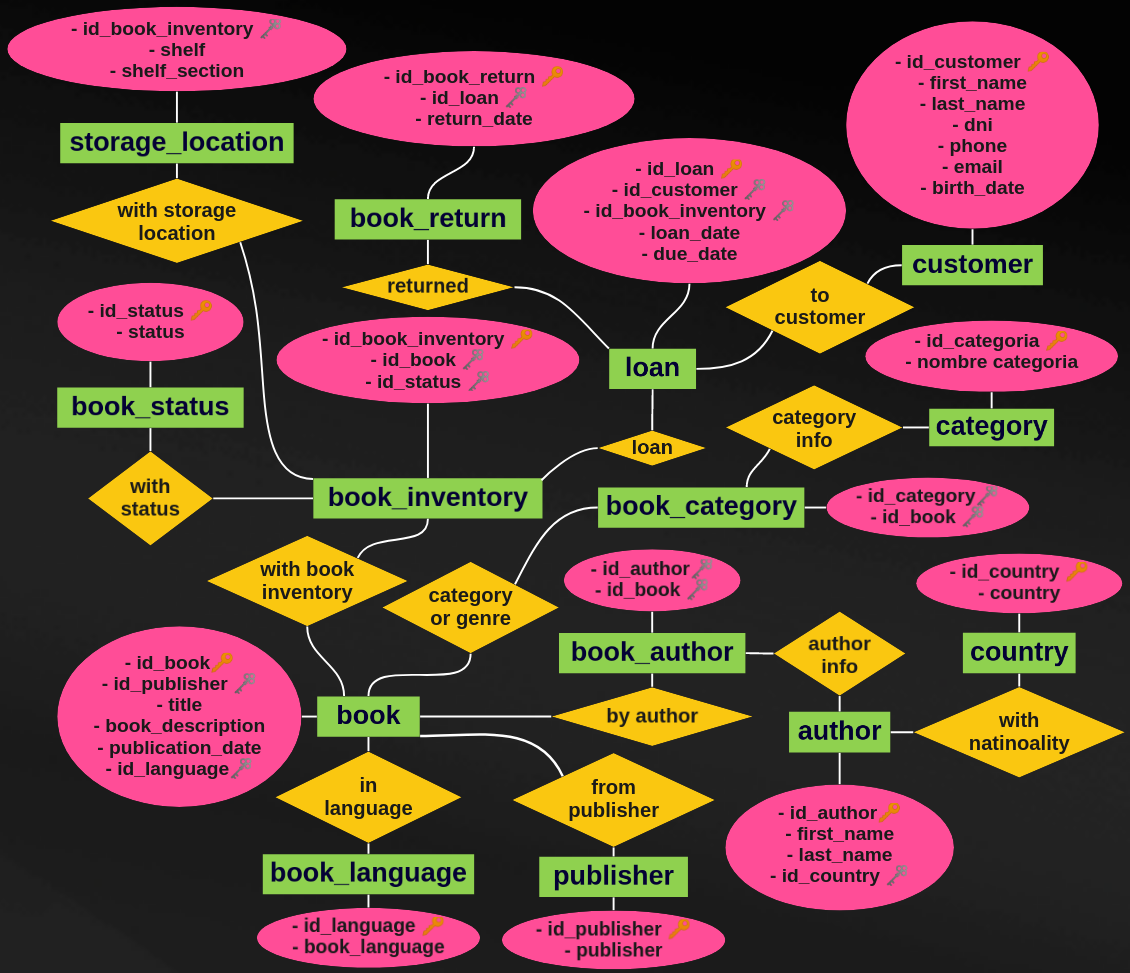 - id_book_inventory
- shelf
- shelf_section
storage_location
with storage
location
- id_book_return
- id_loan
- return_date
book_return
returned
- id_loan
- id_customer
- id_book_inventory
- loan_date
- due_date
- id_customer
- first_name
- last_name
- dni
- phone
- email
- birth_date
customer
to
customer
- id_status
- status
book_status
with
status
- id_book_inventory
- id_book
- id_status
book_inventory
loan
loan
- id_categoria
- nombre categoria
category
category
info
book_category
- id_category
- id_book
with book
inventory
category
or genre
- id_author
- id_book
book_author
by author
author
info
- id_country
- country
country
with
natinoality
author
- id_author
- first_name
- last_name
- id_country
- id_book
- id_publisher
- title
- book_description
- publication_date
- id_language
book
in
language
book_language
- id_language
- book_language
from
publisher
publisher
- id_publisher
- publisher